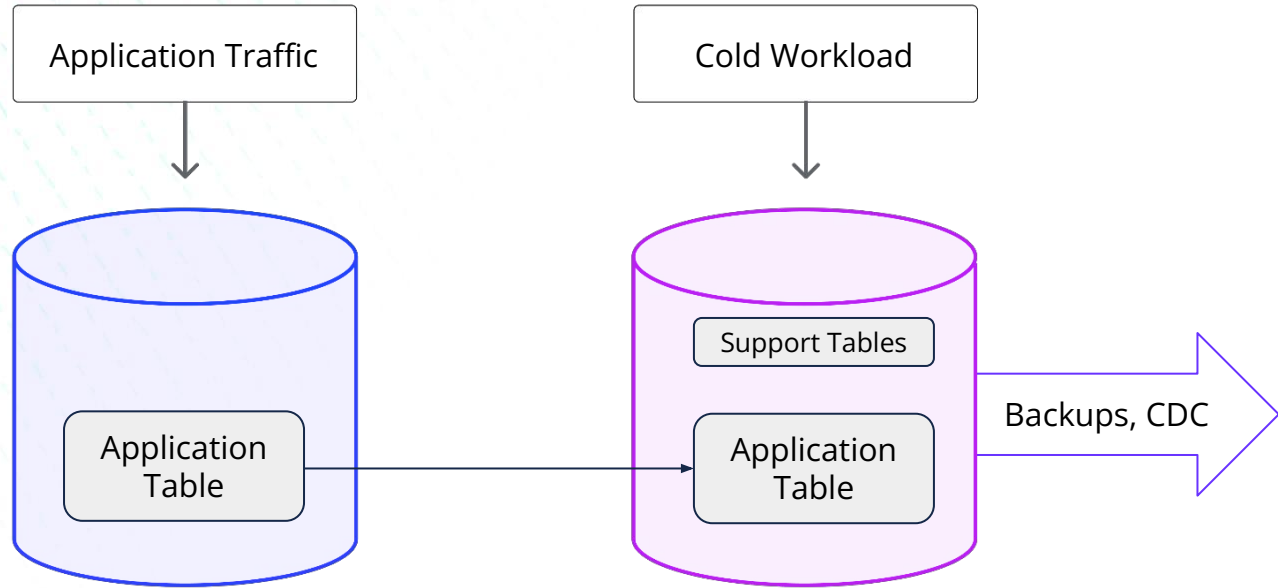 Application Traffic
Cold Workload
Support Tables
Application
Table
Application
Table
Backups, CDC